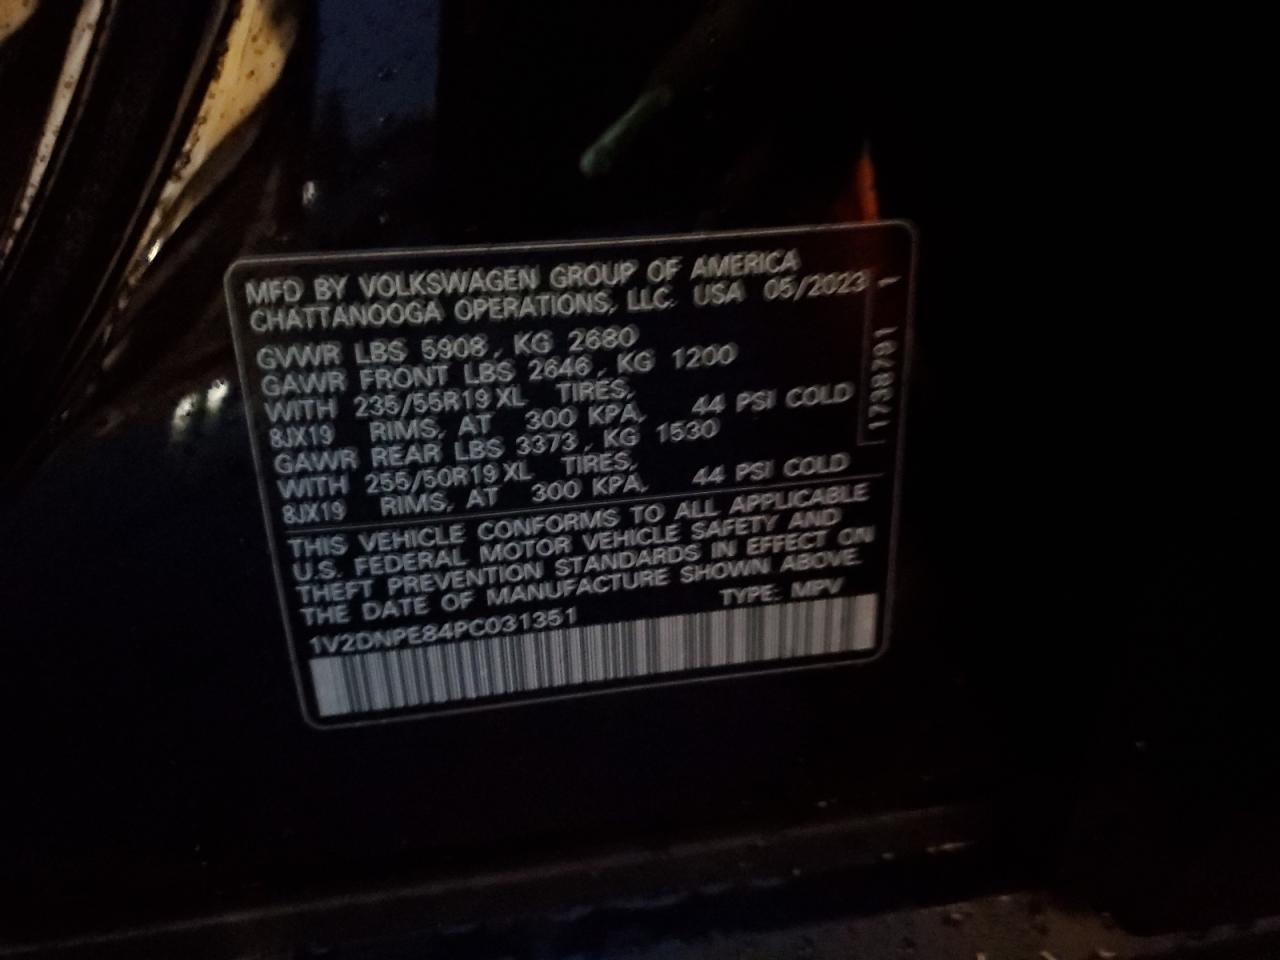 MFD BY VOLKSWAGEN GROUP OF AMERICA
CHATTANOOGA OPERATIONS, LLC. USA 05/2023
GVWR LBS 5908, KG 2680
GAWR FRONT LBS 2646, KG 1200
WITH 235/55R19 XL TIRES,
8JX19 RIMS, AT 300 KPA, 44 PSI COLD
GAWR REAR LBS 3373, KG 1530
WITH 255/50R19 XL TIRES,
8JX19 RIMS, AT 300 KPA, 44 PSI COLD
THIS VEHICLE CONFORMS TO ALL APPLICABLE
U.S. FEDERAL MOTOR VEHICLE SAFETY AND
THEFT PREVENTION STANDARDS IN EFFECT ON
THE DATE OF MANUFACTURE SHOWN ABOVE.
1V2DNPE84PC031351 TYPE: MPV
1738791 1